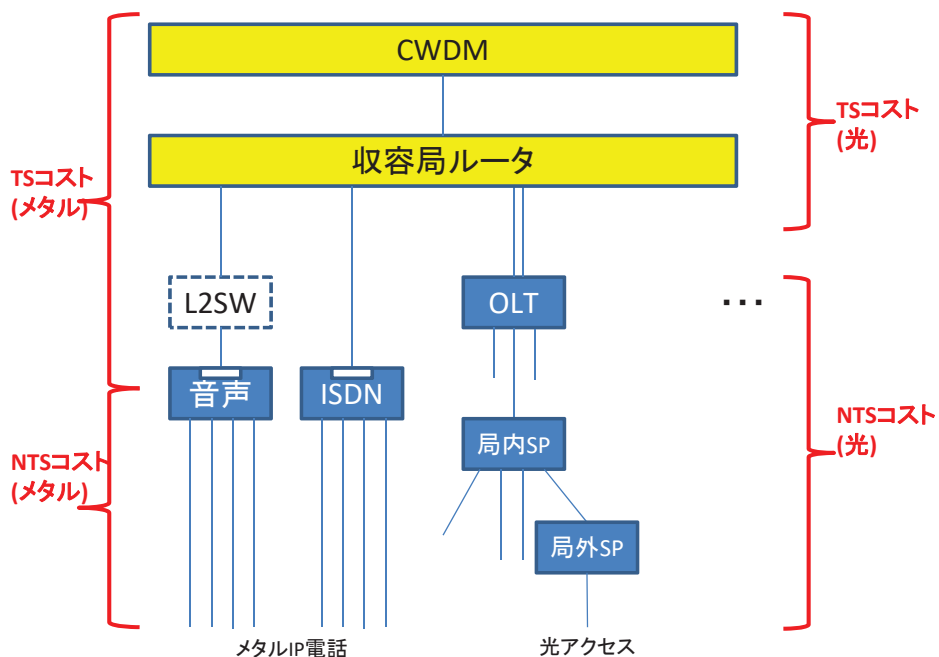 CWDM
TSコスト
(光)
収容局ルータ
TSコスト
(メタル)
L2SW
OLT
...
音声
ISDN
NTSコスト
(光)
局内SP
NTSコスト
(メタル)
局外SP
メタルIP電話
光アクセス